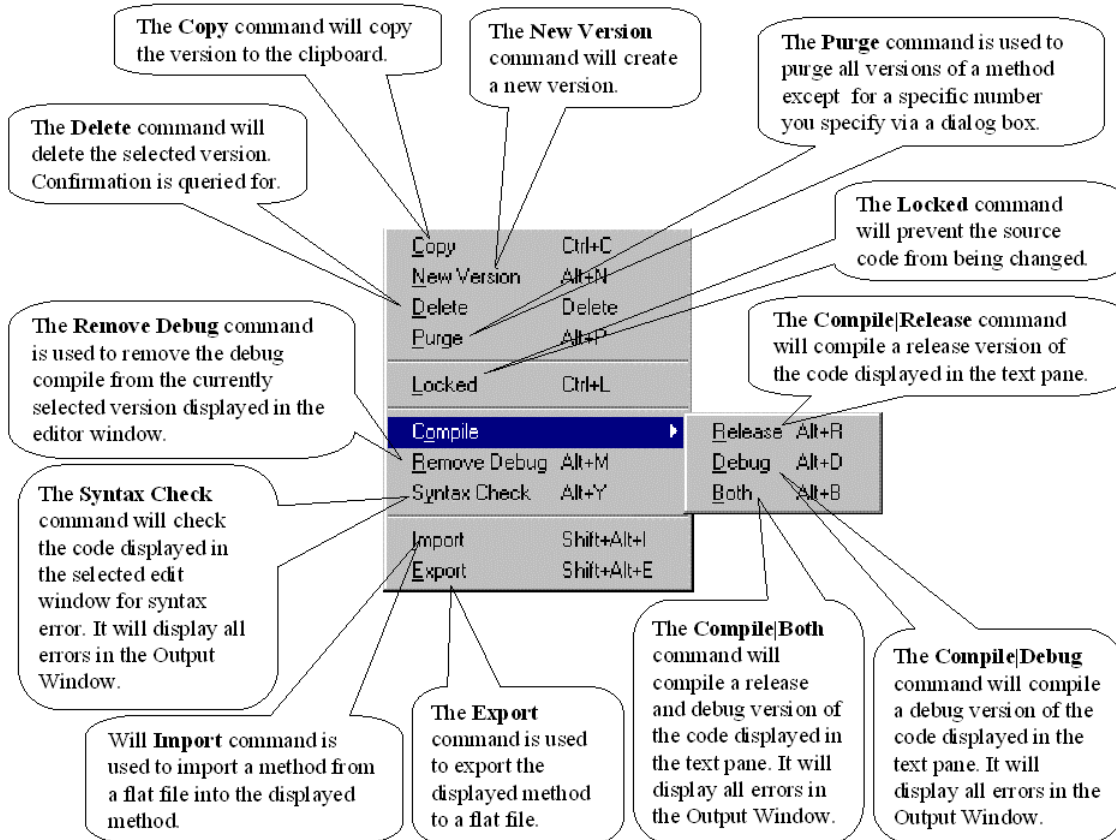 The Copy command will copy
the version to the clipboard.
The New Version
command will create
a new version.
The Purge command is used to
purge all versions of a method
except for a specific number
you specify via a dialog box.
The Delete command will
delete the selected version.
Confirmation is queried for.
The Locked command
will prevent the source
code from being changed.
Copy Ctrl+C
New Version Alt+N
Delete Delete
Purge Alt+P
Locked Ctrl+L
Compile
Remove Debug Alt+M
Syntax Check Alt+Y
Import Shift+Alt+I
Export Shift+Alt+E
The Remove Debug command
is used to remove the debug
compile from the currently
selected version displayed in the
editor window.
The Compile|Release command
will compile a release version of
the code displayed in the text pane.
Release Alt+R
Debug Alt+D
Both Alt+B
The Syntax Check
command will check
the code displayed in
the selected edit
window for syntax
error. It will display all
errors in the Output
Window.
Will Import command is
used to import a method from
a flat file into the displayed
method.
The Export
command is used
to export the
displayed method
to a flat file.
The Compile|Both
command will
compile a release
and debug version of
the code displayed in
the text pane. It will
display all errors in
the Output Window.
The Compile|Debug
command will compile
a debug version of the
code displayed in the
text pane. It will
display all errors in the
Output Window.